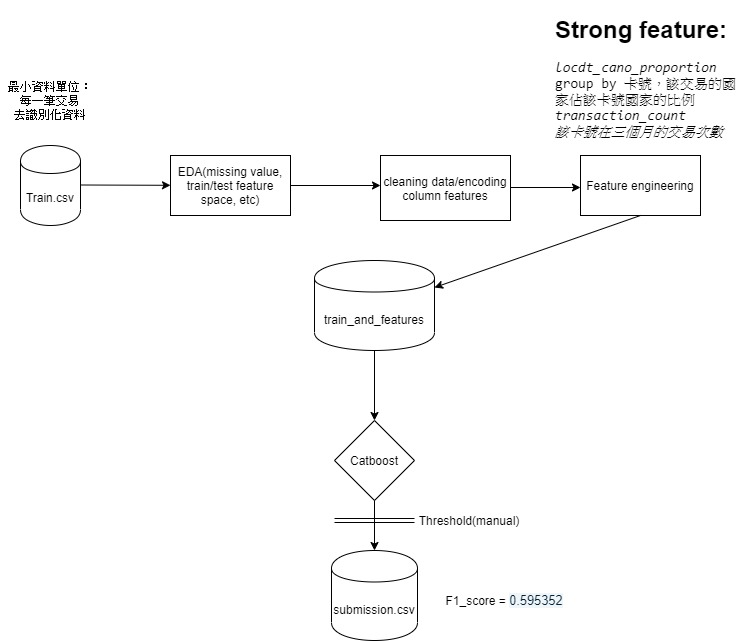 Strong feature:
locdt_cano_proportion
group by 卡號，該交易的國
家佔該卡號國家的比例
transaction_count
該卡號在三個月的交易次數
最小資料單位：
每一筆交易
去識別化資料
Train.csv
EDA(missing value,
train/test feature
space, etc)
cleaning data/encoding
column features
Feature engineering
train_and_features
Catboost
Threshold(manual)
submission.csv
F1_score = 0.595352